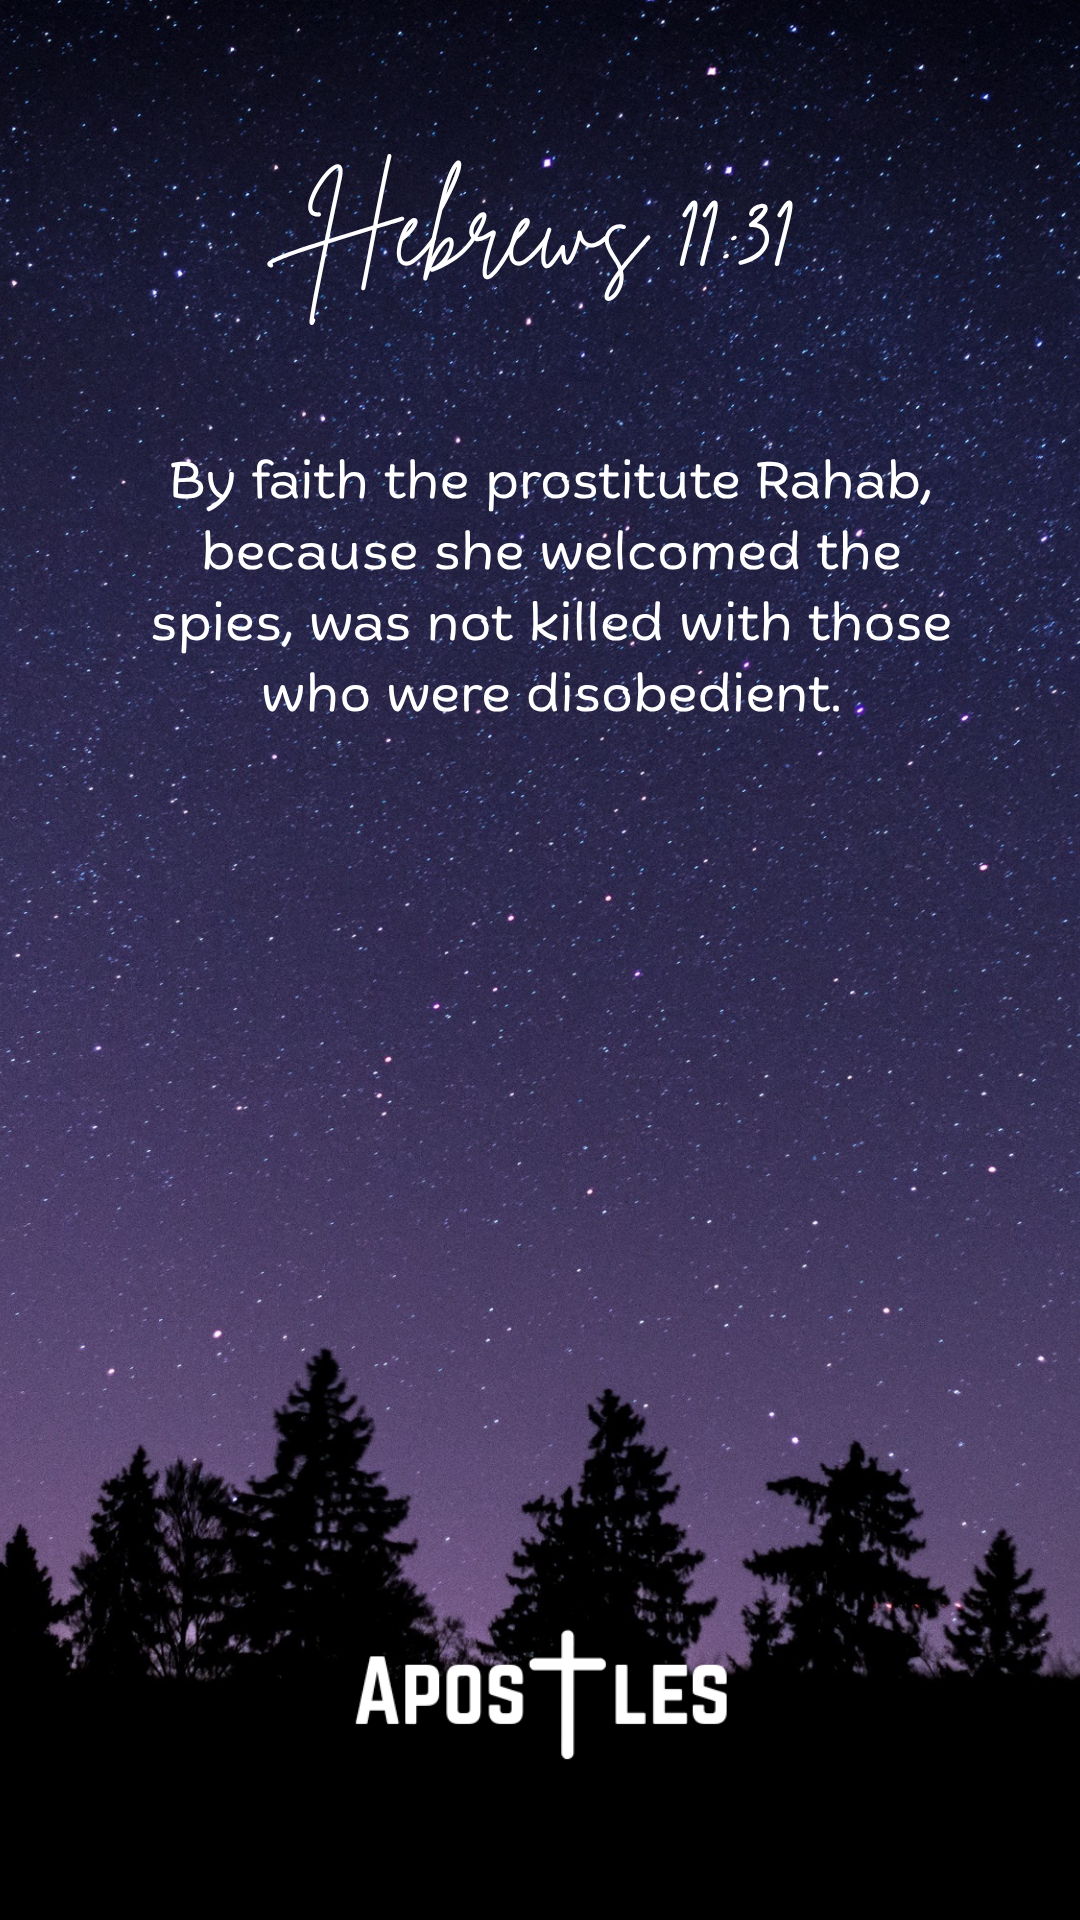 Hebrews 11:31
By faith the prostitute Rahab,
because she welcomed the
spies, was not killed with those
who were disobedient.
APOSTLES